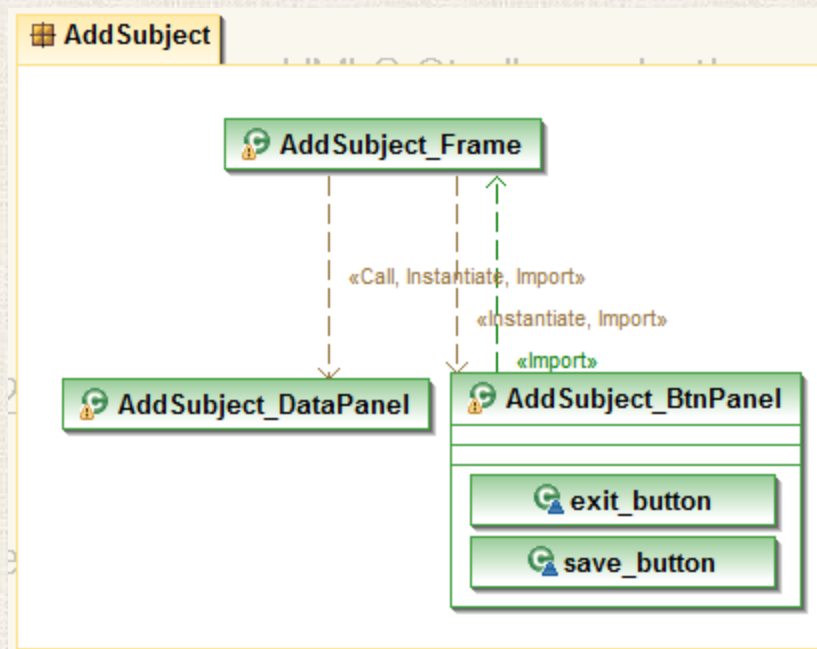 AddSubject
AddSubject_Frame
«Call, Instantiate, Import»
«Instantiate, Import»
«Import»
AddSubject_DataPanel
AddSubject_BtnPanel
exit_button
save_button